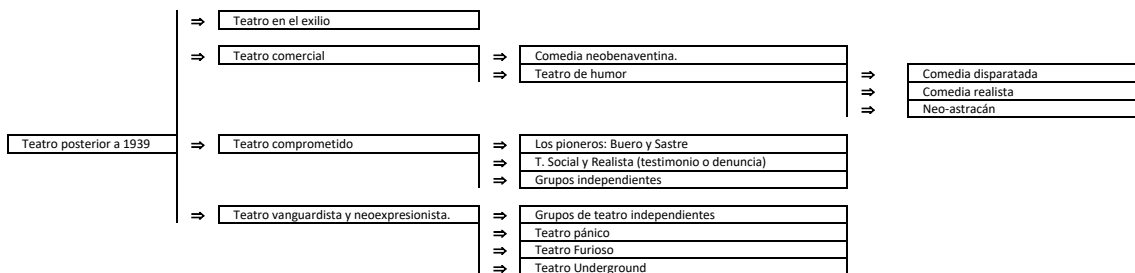 ⇒ Teatro en el exilio
⇒ Teatro comercial ⇒ Comedia neobenaventina.
⇒ Teatro de humor ⇒ Comedia disparatada
⇒ Comedia realista
⇒ Neo-astracán
Teatro posterior a 1939 ⇒ Teatro comprometido ⇒ Los pioneros: Buero y Sastre
⇒ T. Social y Realista (testimonio o denuncia)
⇒ Grupos independientes
⇒ Teatro vanguardista y neoexpresionista. ⇒ Grupos de teatro independientes
⇒ Teatro pánico
⇒ Teatro Furioso
⇒ Teatro Underground